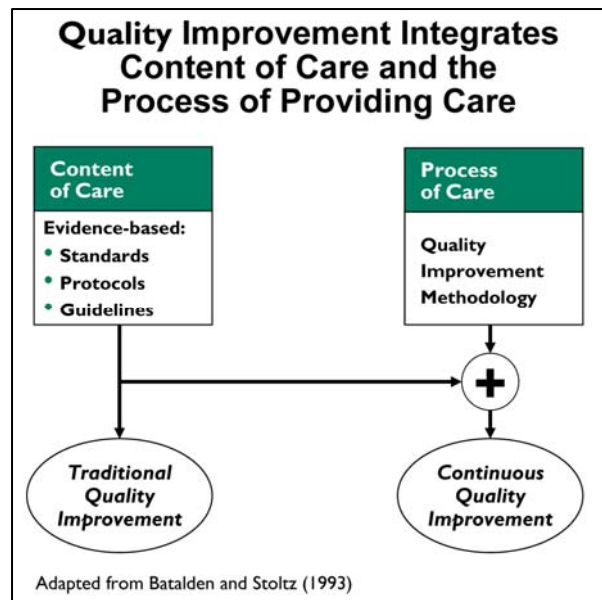 Quality Improvement Integrates
Content of Care and the
Process of Providing Care
Content
of Care
Evidence-based:
• Standards
• Protocols
• Guidelines
Process
of Care
Quality
Improvement
Methodology
+
Traditional
Quality
Improvement
Continuous
Quality
Improvement
Adapted from Batalden and Stoltz (1993)